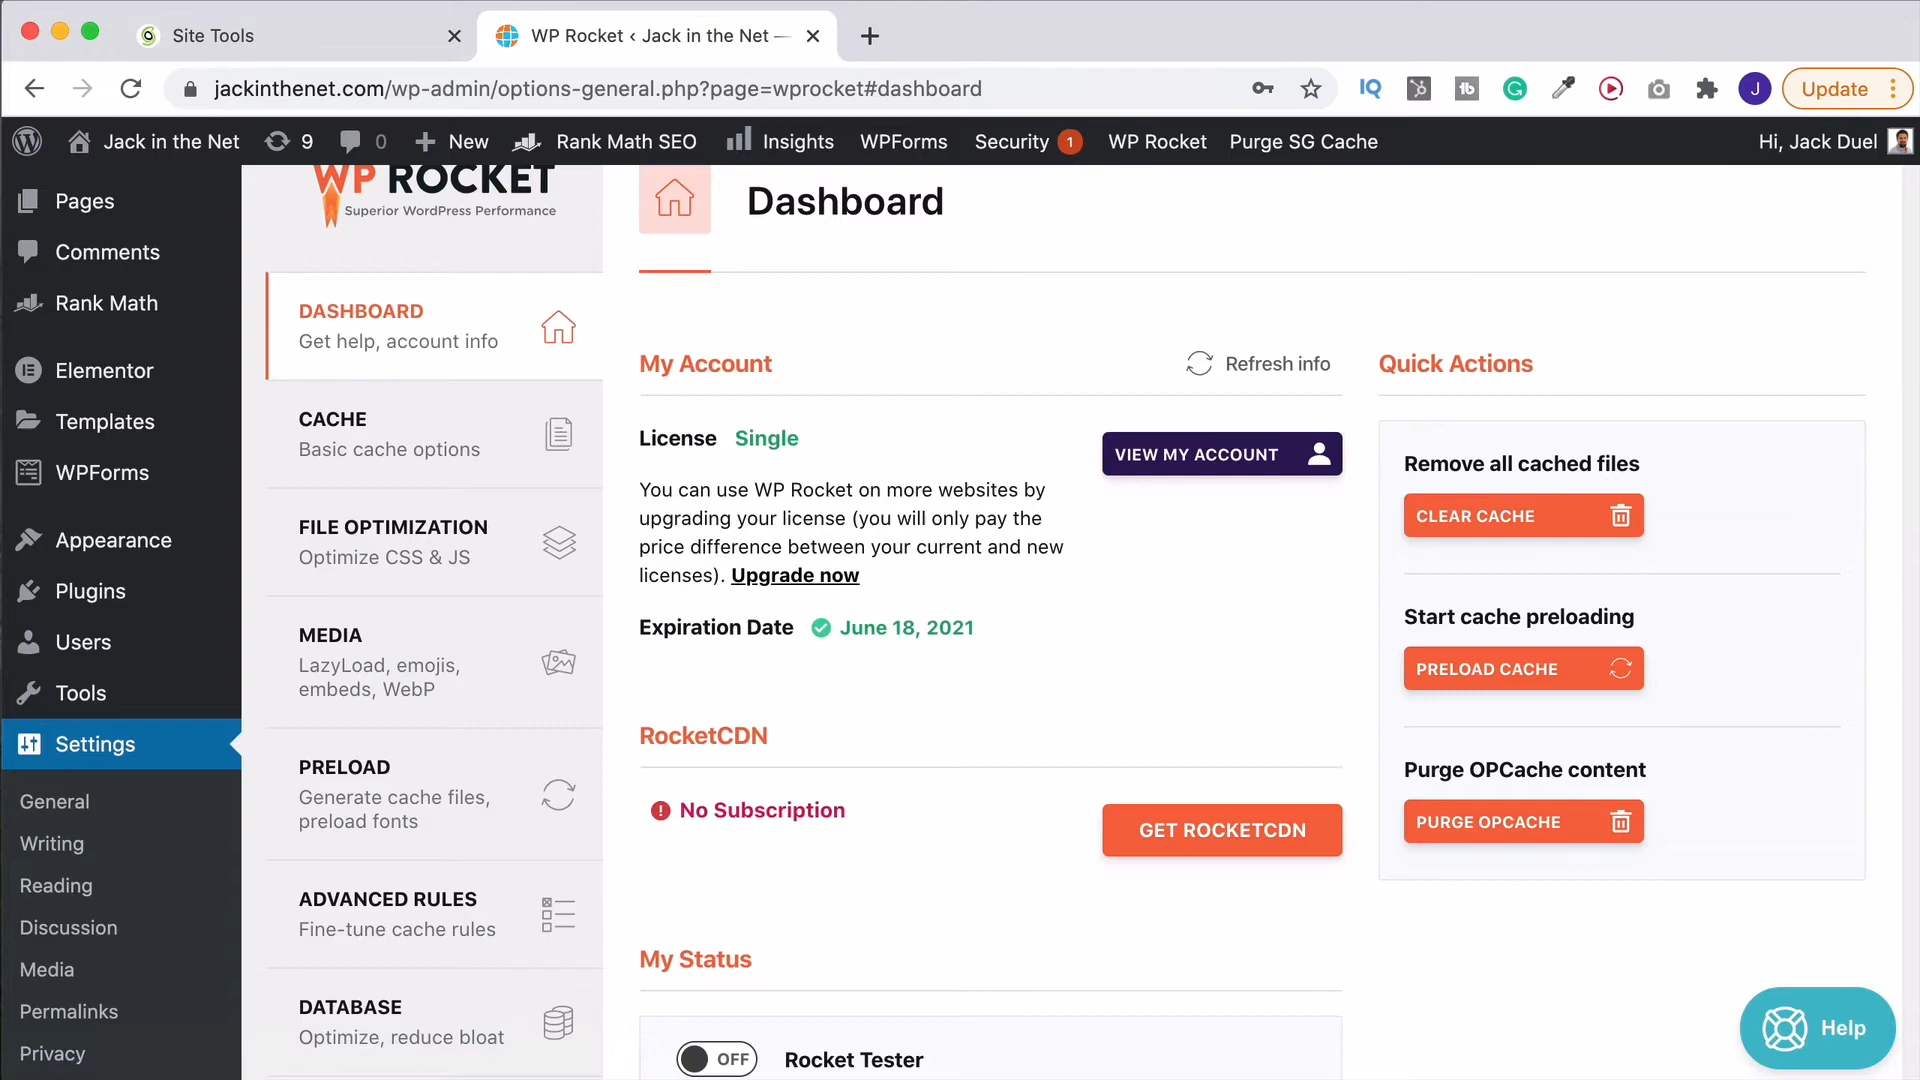 Site Tools
WP Rocket ‹ Jack in the Net —
jackinthenet.com/wp-admin/options-general.php?page=wprocket#dashboard
IQ
tb
J
Update
Jack in the Net
9
0
New
Rank Math SEO
Insights
WPForms
Security 1
WP Rocket
Purge SG Cache
Hi, Jack Duel
Pages
Comments
Rank Math
Elementor
Templates
WPForms
Appearance
Plugins
Users
Tools
Settings
General
Writing
Reading
Discussion
Media
Permalinks
Privacy
WP ROCKET
Superior WordPress Performance
DASHBOARD
Get help, account info
CACHE
Basic cache options
FILE OPTIMIZATION
Optimize CSS & JS
MEDIA
LazyLoad, emojis,
embeds, WebP
PRELOAD
Generate cache files,
preload fonts
ADVANCED RULES
Fine-tune cache rules
DATABASE
Optimize, reduce bloat
Dashboard
My Account
Refresh info
License Single
VIEW MY ACCOUNT
You can use WP Rocket on more websites by
upgrading your license (you will only pay the
price difference between your current and new
licenses). Upgrade now
Expiration Date June 18, 2021
RocketCDN
No Subscription
GET ROCKETCDN
My Status
OFF
Rocket Tester
Quick Actions
Remove all cached files
CLEAR CACHE
Start cache preloading
PRELOAD CACHE
Purge OPCache content
PURGE OPCACHE
Help